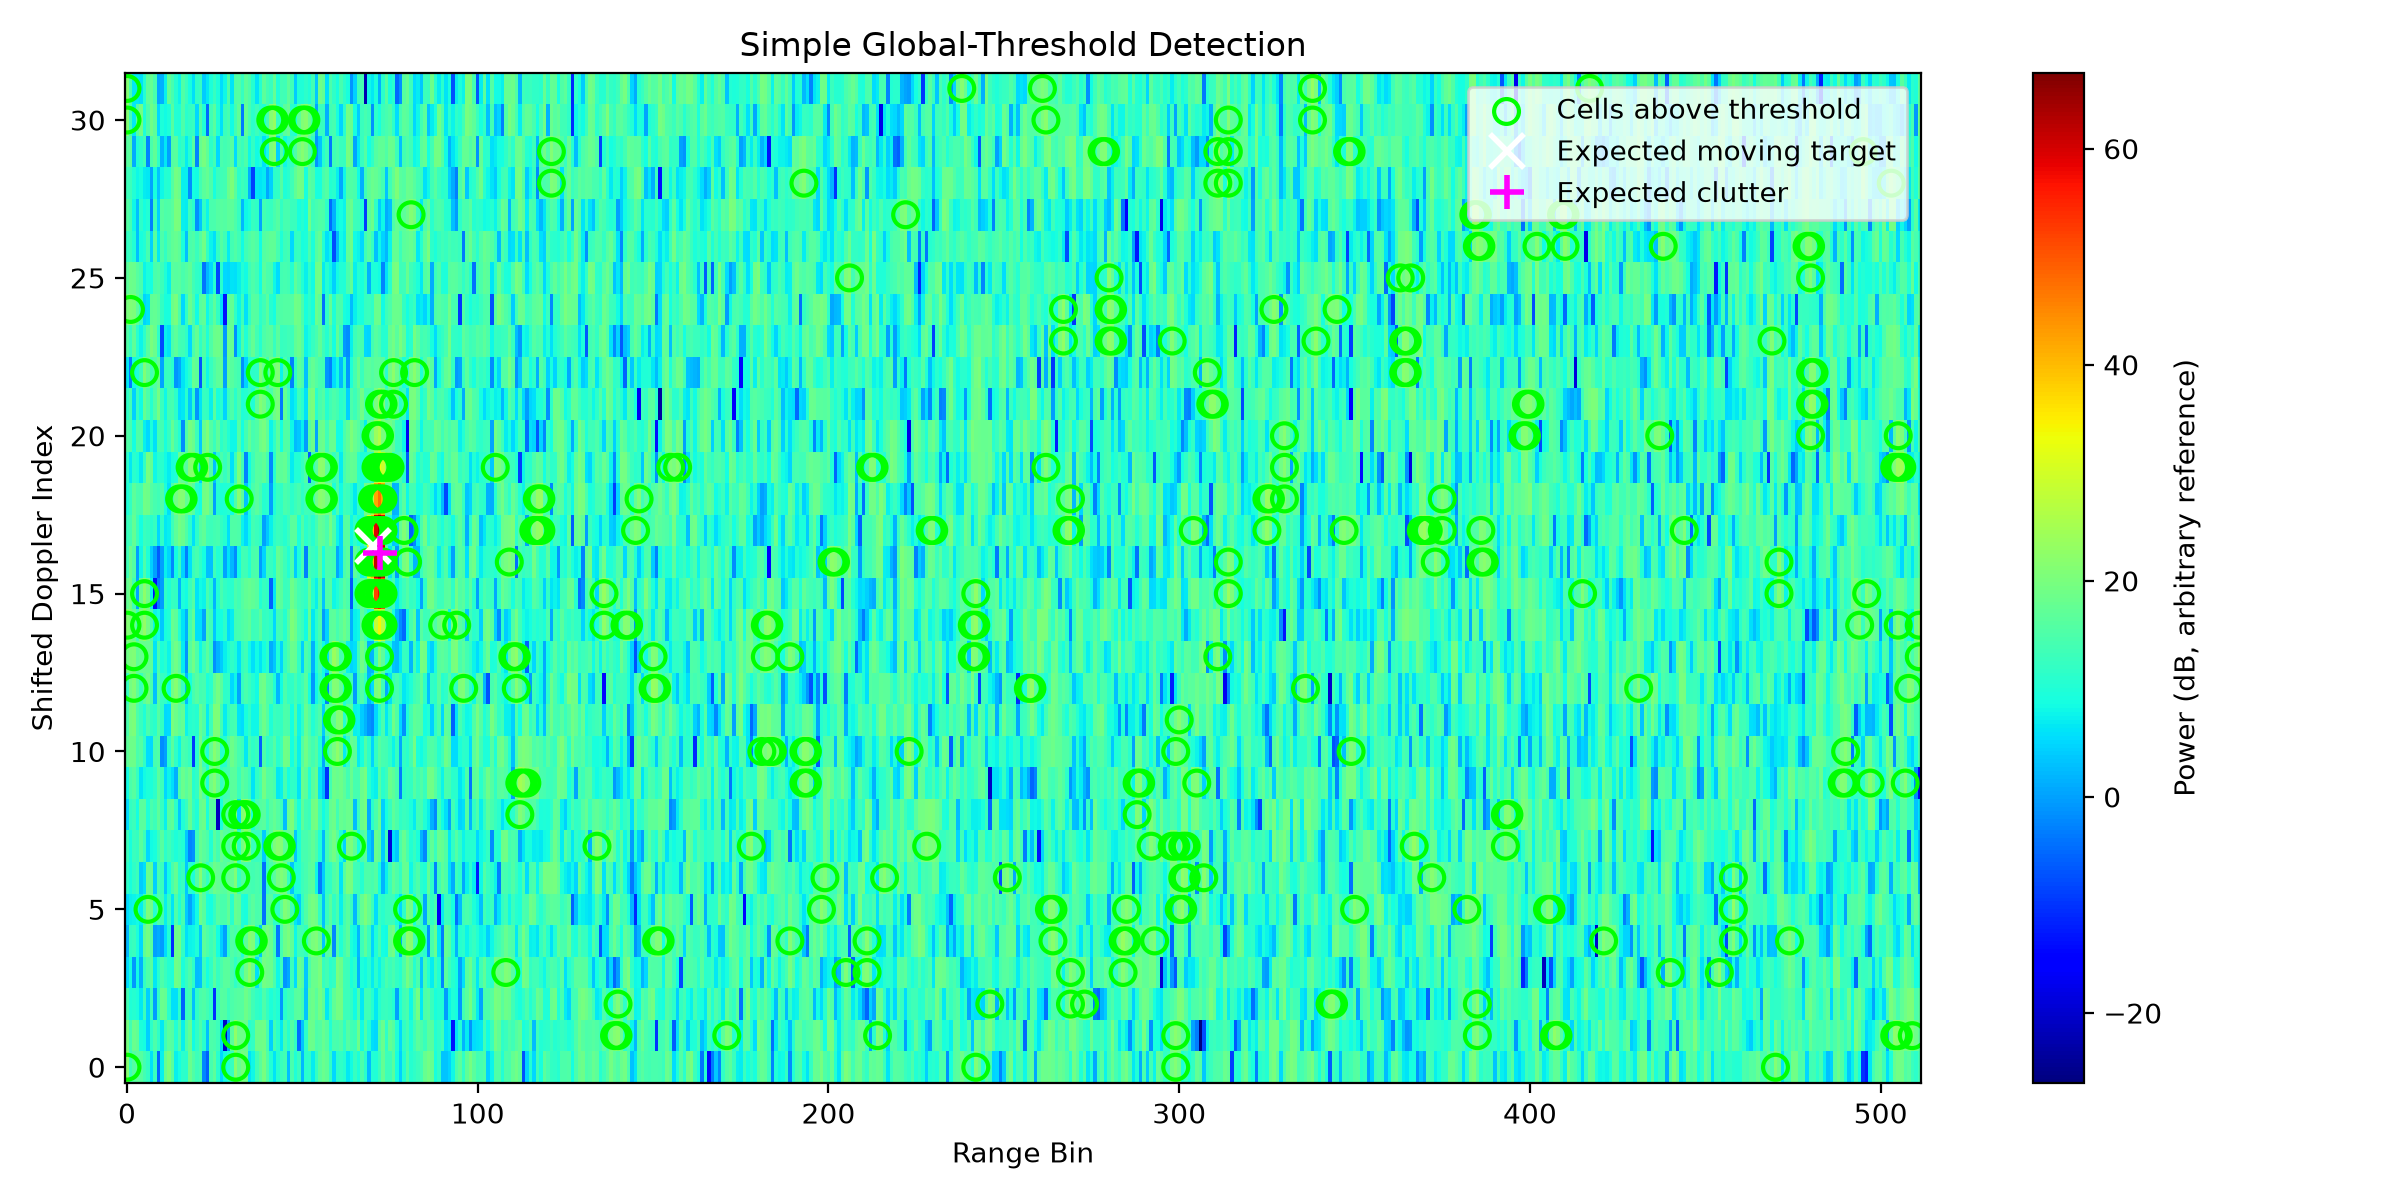 Simple Global-Threshold Detection
Cells above threshold
Expected moving target
Expected clutter
Shifted Doppler Index
30
25
20
15
10
5
0
0 100 200 300 400 500
Range Bin
60
40
20
0
−20
Power (dB, arbitrary reference)